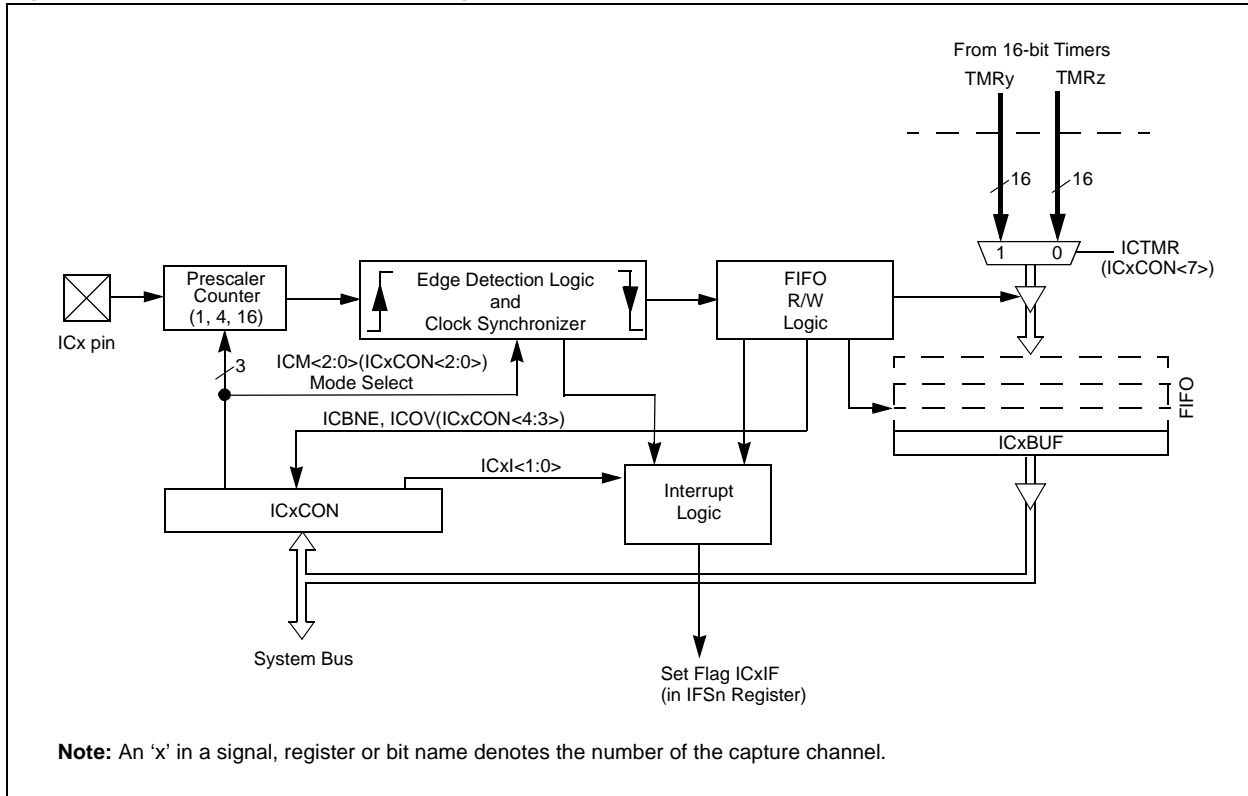 From 16-bit Timers
TMRy TMRz
16 16
1 0
ICTMR
(ICxCON<7>)
Prescaler
Counter
(1, 4, 16)
Edge Detection Logic
and
Clock Synchronizer
FIFO
R/W
Logic
ICx pin
3
ICM<2:0>(ICxCON<2:0>)
Mode Select
FIFO
ICBNE, ICOV(ICxCON<4:3>)
ICxBUF
ICxI<1:0>
Interrupt
Logic
ICxCON
System Bus
Set Flag ICxIF
(in IFSn Register)
Note: An ‘x’ in a signal, register or bit name denotes the number of the capture channel.